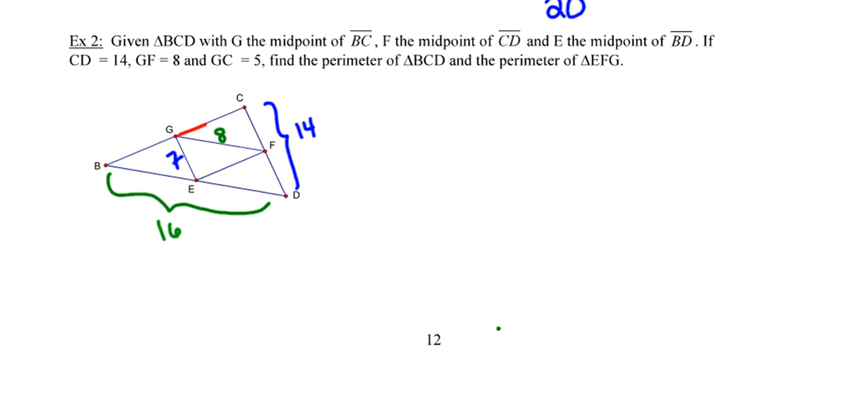 20
Ex 2: Given ΔBCD with G the midpoint of BC , F the midpoint of CD and E the midpoint of BD . If
CD = 14, GF = 8 and GC = 5, find the perimeter of ΔBCD and the perimeter of ΔEFG.
C
G
8
14
F
7
B
E
D
16
12